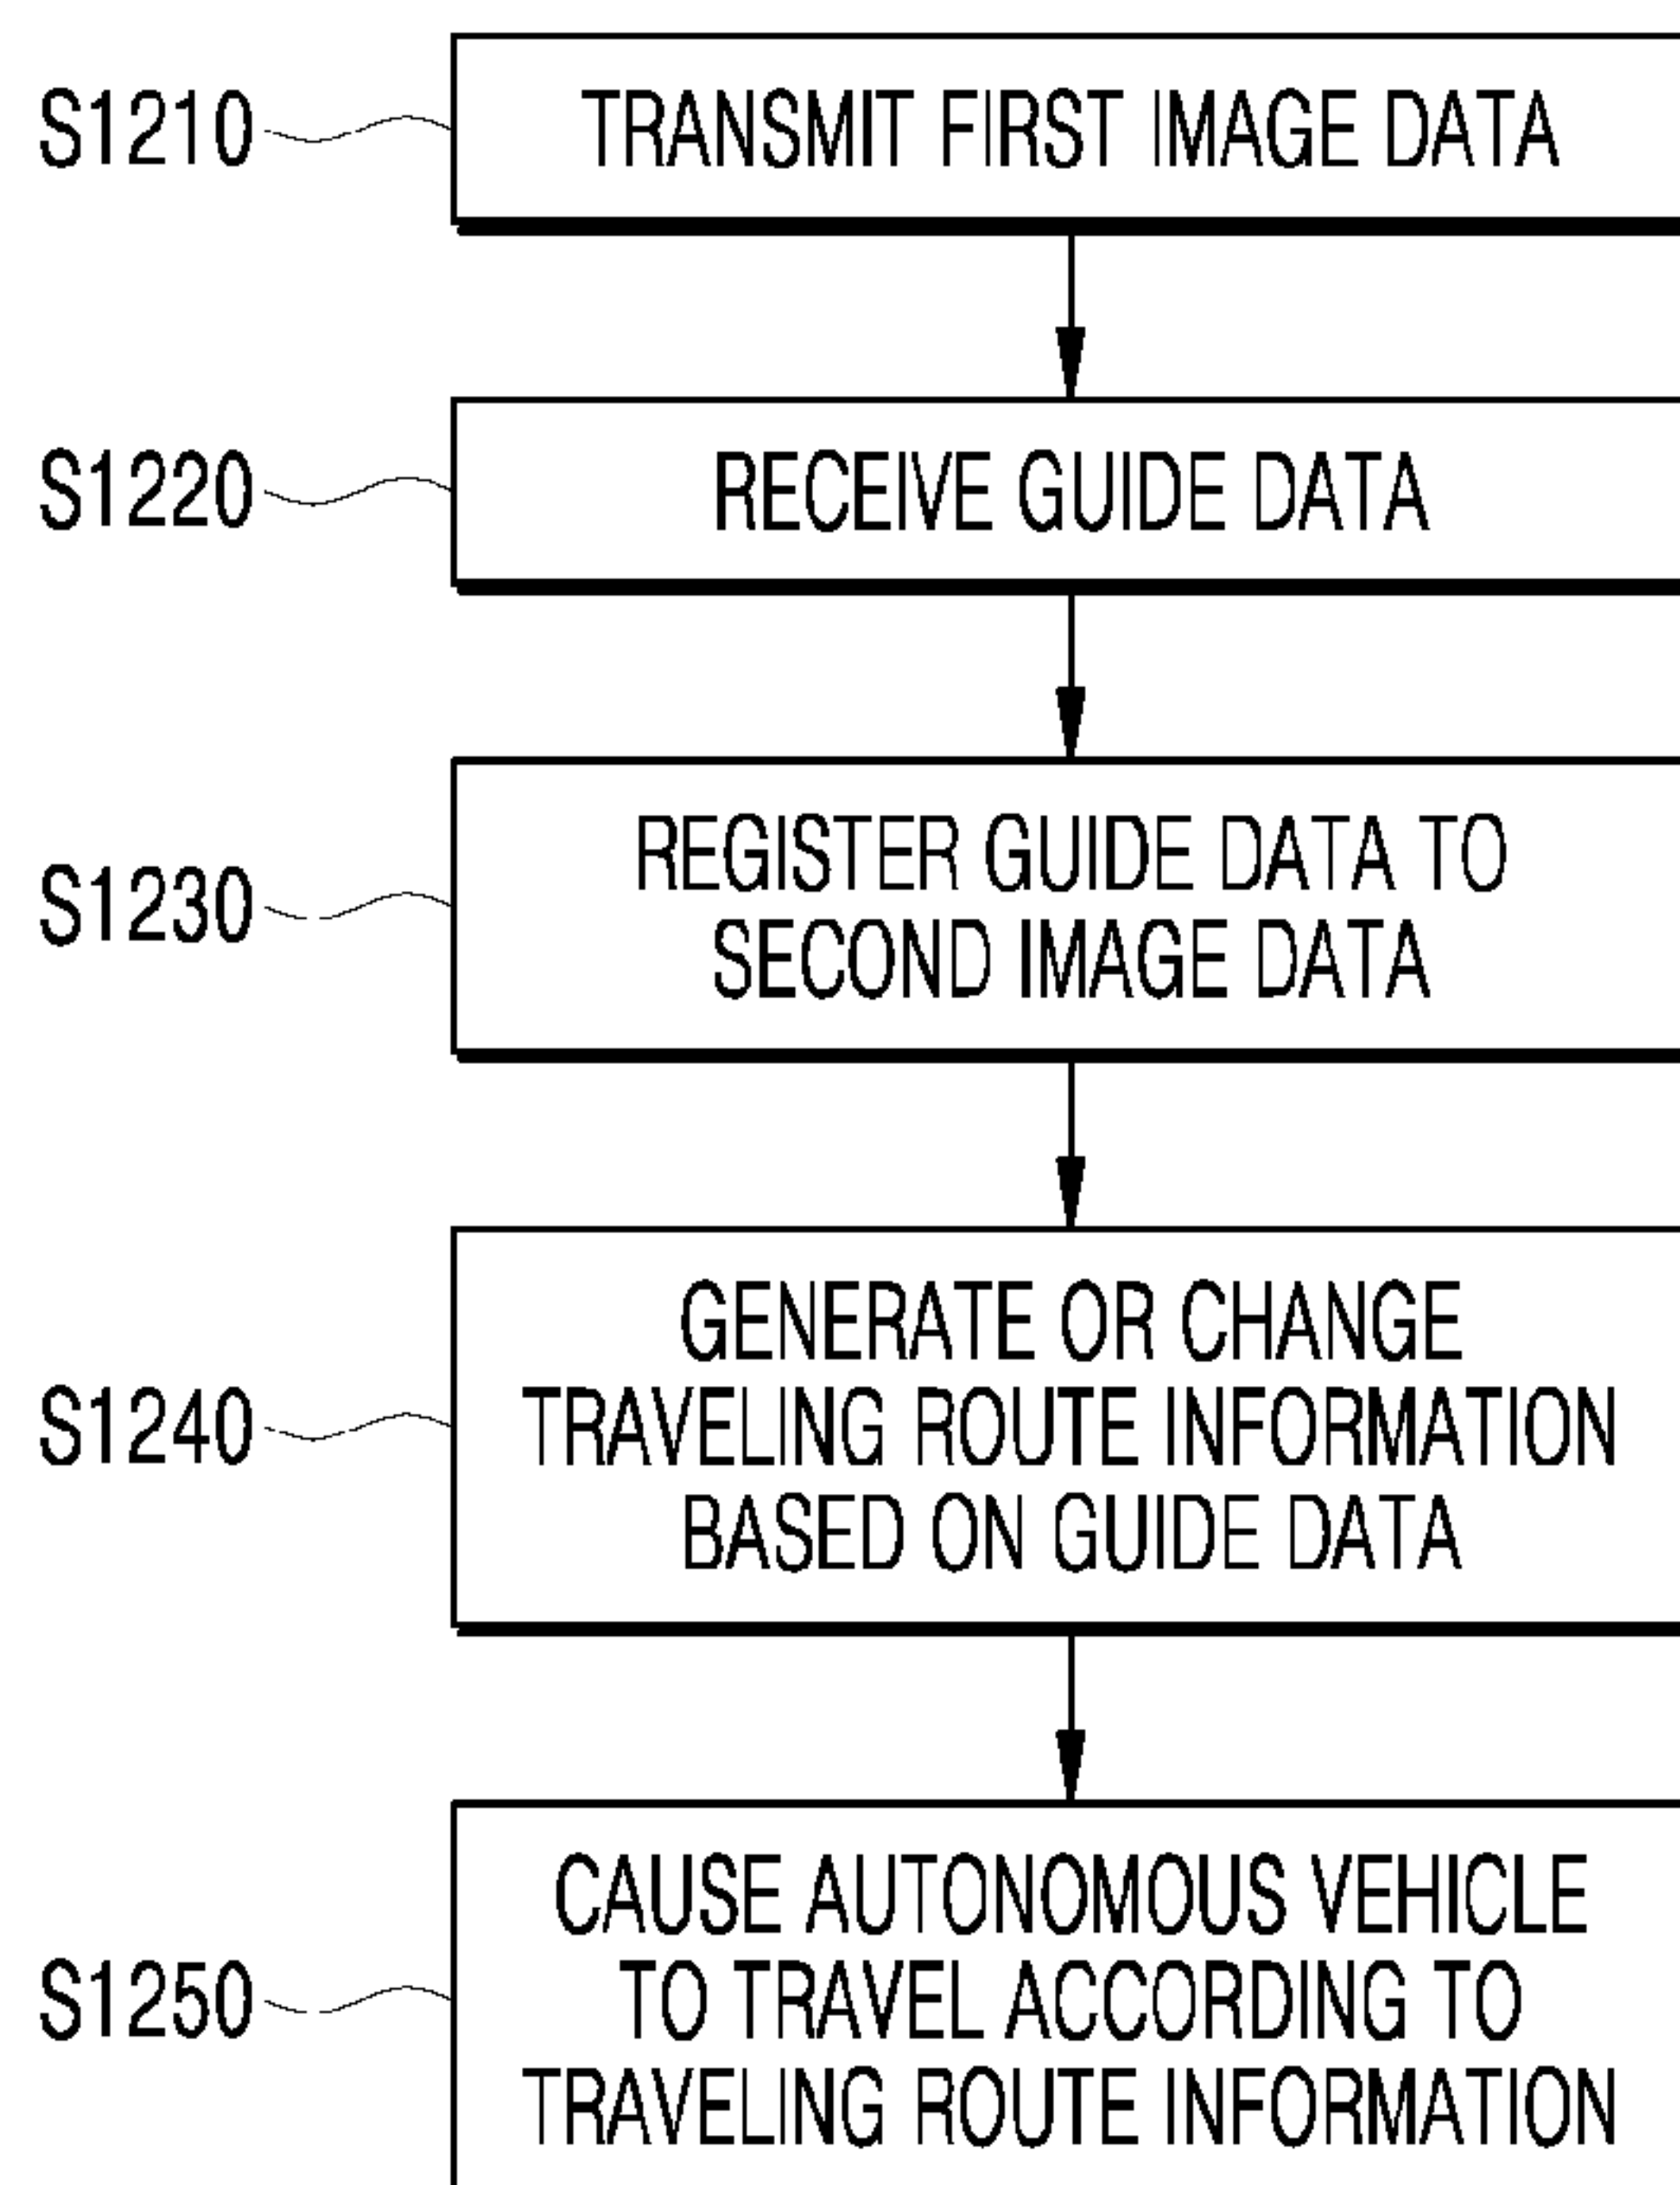 S1210
TRANSMIT FIRST IMAGE DATA
S1220
RECEIVE GUIDE DATA
S1230
REGISTER GUIDE DATA TO
SECOND IMAGE DATA
S1240
GENERATE OR CHANGE
TRAVELING ROUTE INFORMATION
BASED ON GUIDE DATA
S1250
CAUSE AUTONOMOUS VEHICLE
TO TRAVEL ACCORDING TO
TRAVELING ROUTE INFORMATION